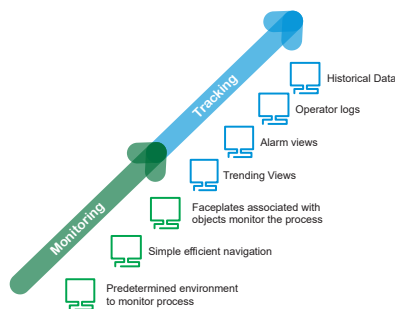 Historical Data
Tracking
Operator logs
Alarm views
Trending Views
Faceplates associated with
objects monitor the process
Monitoring
Simple efficient navigation
Predetermined environment
to monitor process